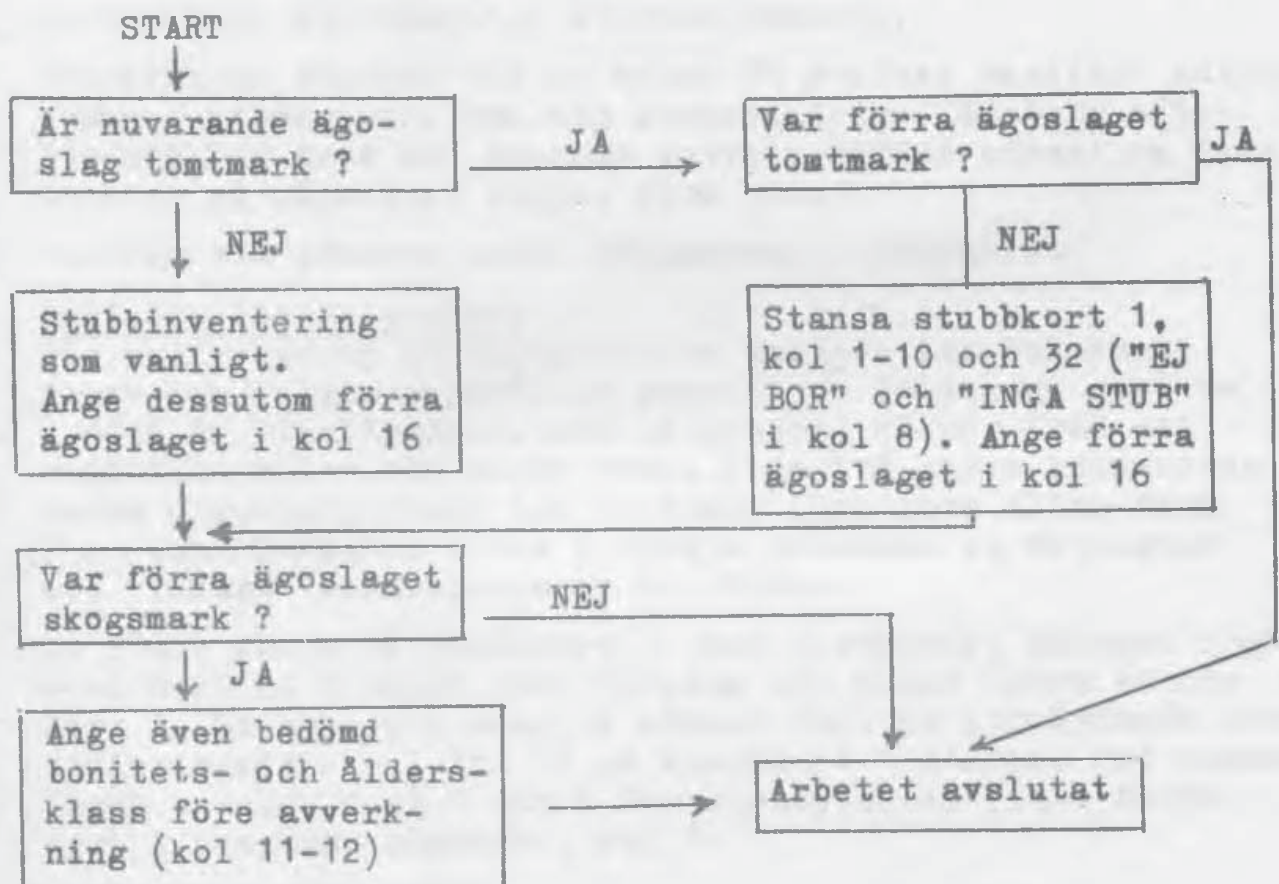 START
Är nuvarande ägo-
slag tomtmark ?
JA
Var förra ägoslaget
tomtmark ?
JA
NEJ
NEJ
Stubbinventering
som vanligt.
Ange dessutom förra
ägoslaget i kol 16
Stansa stubbkort 1,
kol 1-10 och 32 ("EJ
BOR" och "INGA STUB"
i kol 8). Ange förra
ägoslaget i kol 16
Var förra ägoslaget
skogsmark ?
NEJ
JA
Ange även bedömd
bonitets- och ålders-
klass före avverk-
ning (kol 11-12)
Arbetet avslutat